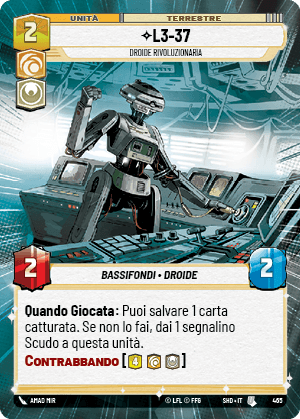 UNITÀ
TERRESTRE
2
L3-37
DROIDE RIVOLUZIONARIA
2
BASSIFONDI • DROIDE
2
Quando Giocata: Puoi salvare 1 carta
catturata. Se non lo fai, dai 1 segnalino
Scudo a questa unità.
CONTRABBANDO [4]
AMAD MIR
© LFL © FFG
SHD • IT
465